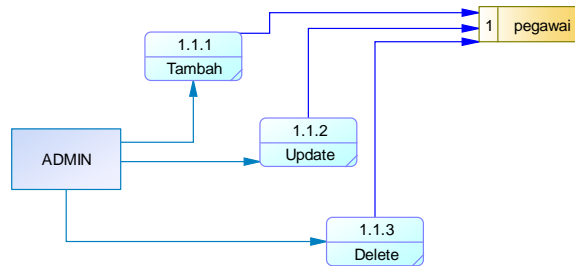 1 pegawai
1.1.1
Tambah
1.1.2
Update
ADMIN
1.1.3
Delete